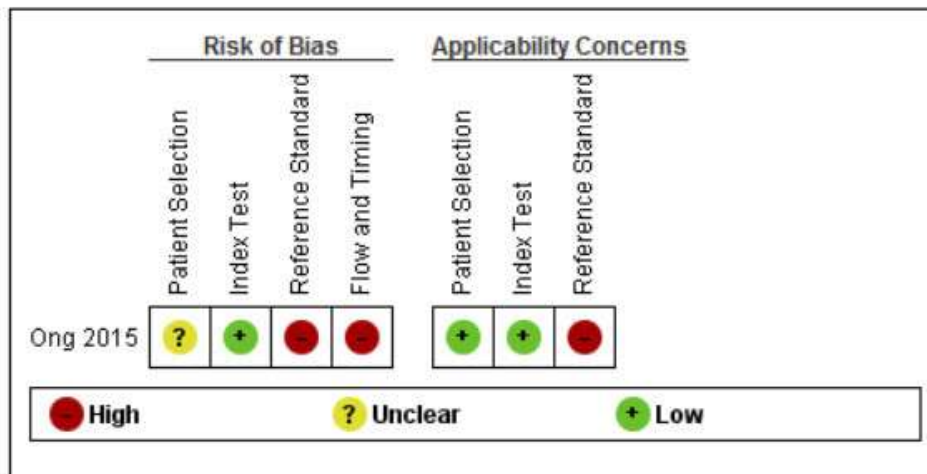 Risk of Bias
Applicability Concerns
Patient Selection
Index Test
Reference Standard
Flow and Timing
Patient Selection
Index Test
Reference Standard
Ong 2015 ? + - - + + -
- High ? Unclear + Low